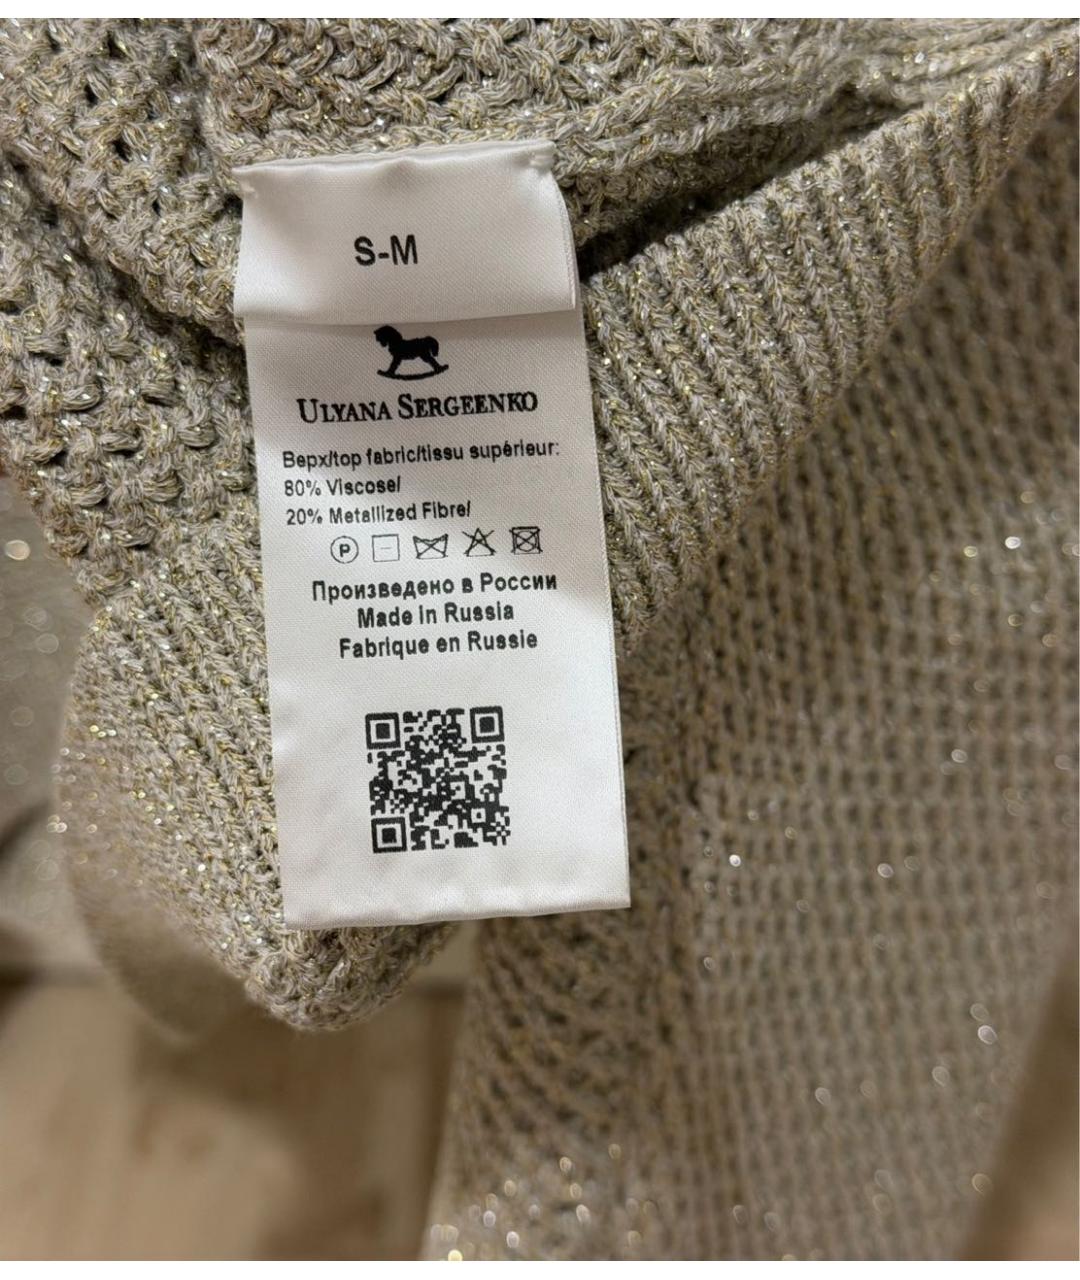 S-M
ULYANA SERGEENKO
Верх/top fabric/tissu supérieur:
80% Viscose/
20% Metallized Fibre/
P
Произведено в России
Made in Russia
Fabrique en Russie